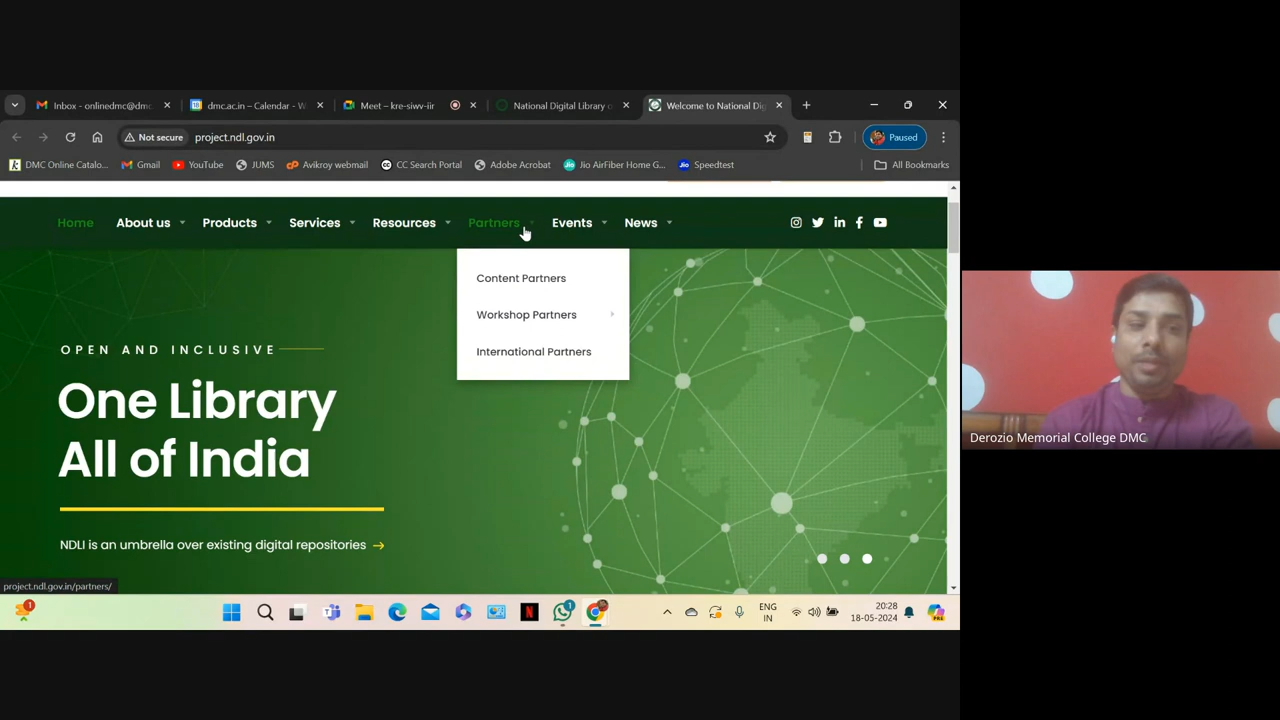 Inbox - onlinedmc@dmc
dmc.ac.in – Calendar - W
Meet – kre-siwv-iir
National Digital Library o
Welcome to National Dig
Not secure
project.ndl.gov.in
Paused
DMC Online Catalo...
Gmail
YouTube
JUMS
Avikroy webmail
CC Search Portal
Adobe Acrobat
Jio AirFiber Home G...
Speedtest
All Bookmarks
Home
About us
Products
Services
Resources
Partners
Events
News
Content Partners
Workshop Partners
International Partners
OPEN AND INCLUSIVE
One Library
All of India
NDLI is an umbrella over existing digital repositories
project.ndl.gov.in/partners/
Derozio Memorial College DMC
1
1
ENG
IN
20:28
18-05-2024